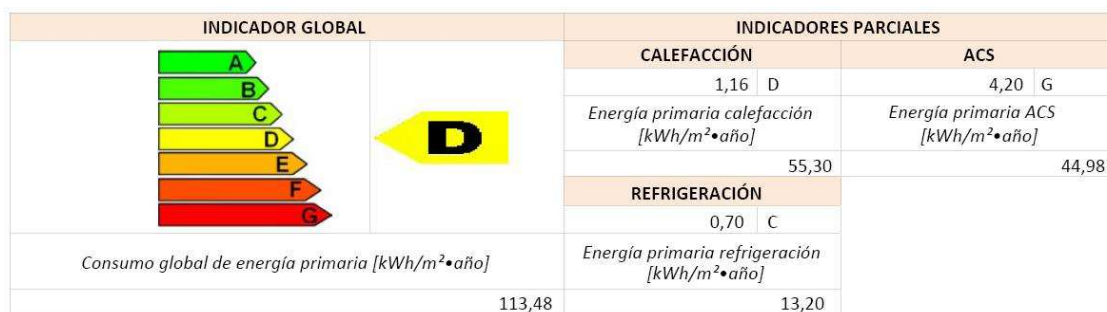 INDICADOR GLOBAL
INDICADORES PARCIALES
CALEFACCIÓN
ACS
A
B
C
D
E
F
G
D
1,16 D
4,20 G
Energía primaria calefacción
[kWh/m²•año]
Energía primaria ACS
[kWh/m²•año]
55,30
44,98
REFRIGERACIÓN
0,70 C
Consumo global de energía primaria [kWh/m²•año]
Energía primaria refrigeración
[kWh/m²•año]
113,48
13,20